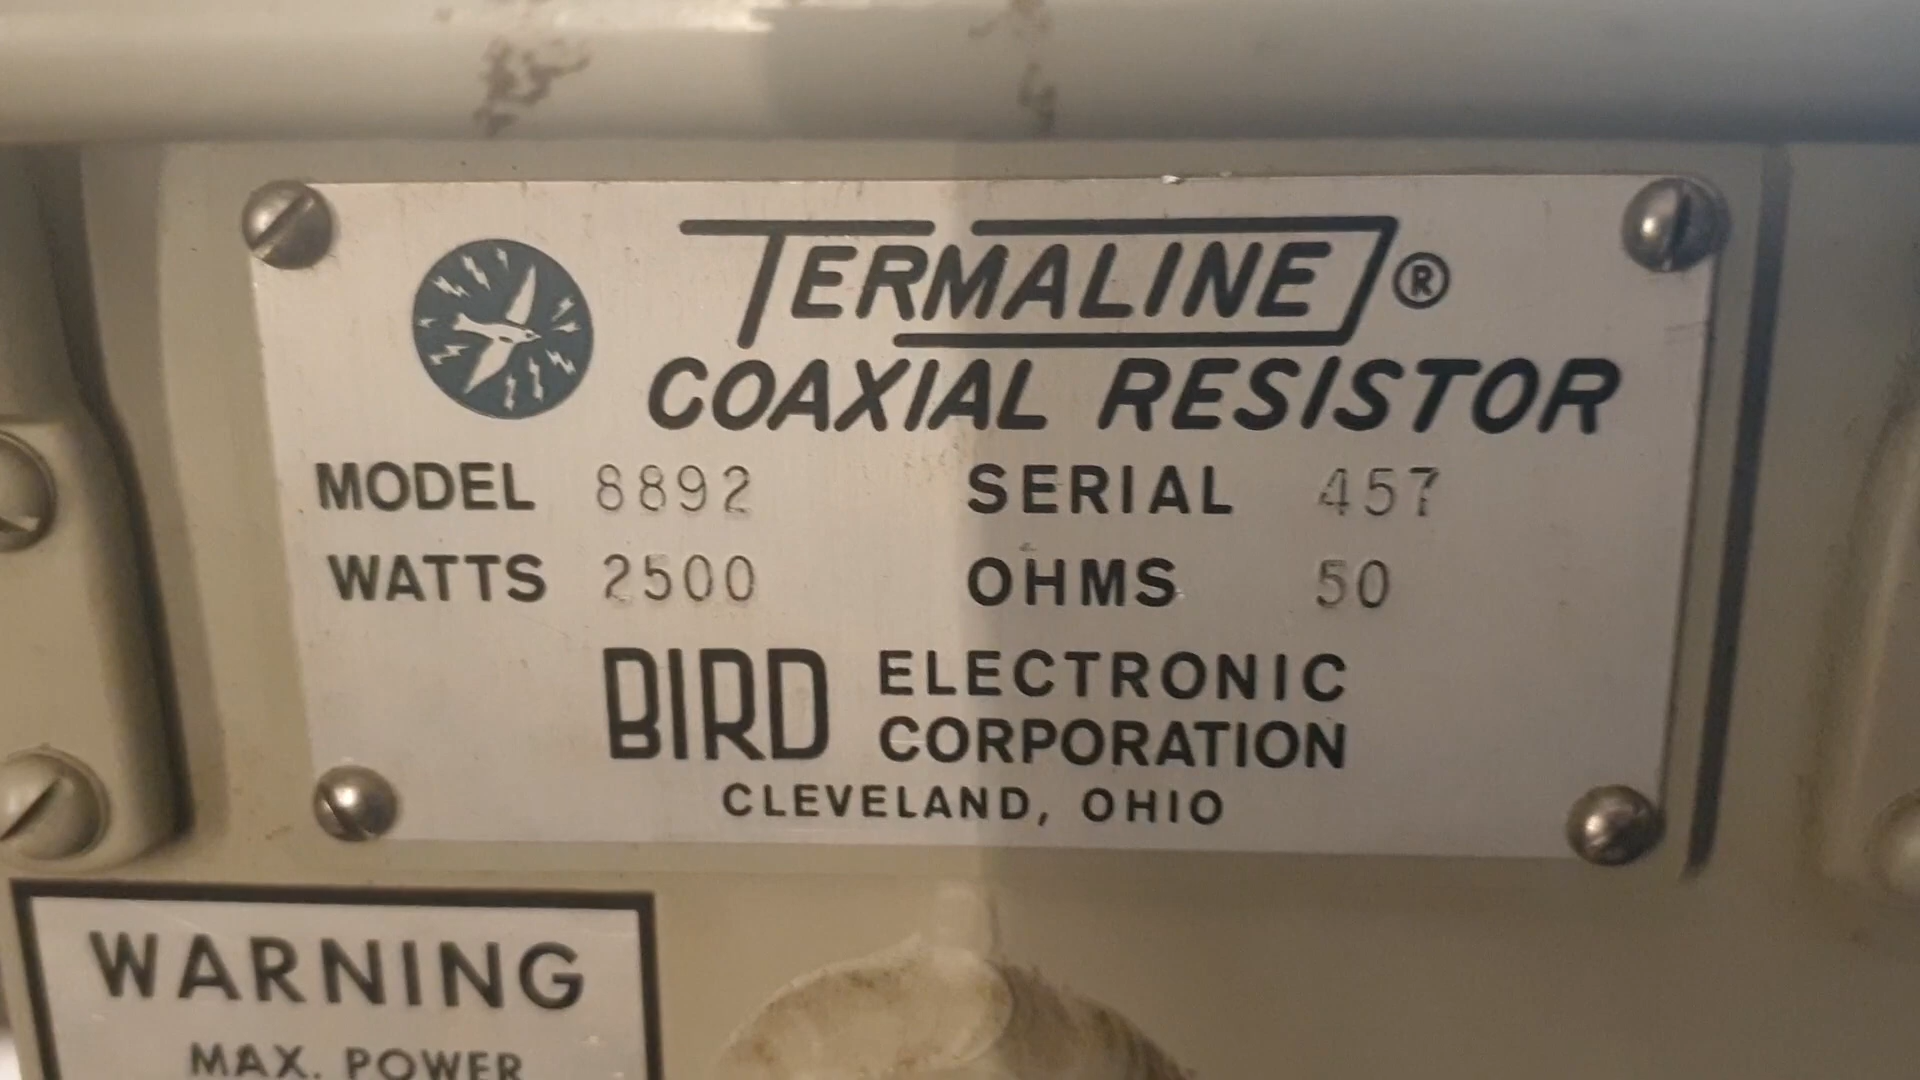 TERMALINE®
COAXIAL RESISTOR
MODEL 8892 SERIAL 457
WATTS 2500 OHMS 50
BIRD ELECTRONIC
CORPORATION
CLEVELAND, OHIO
WARNING
MAX. POWER